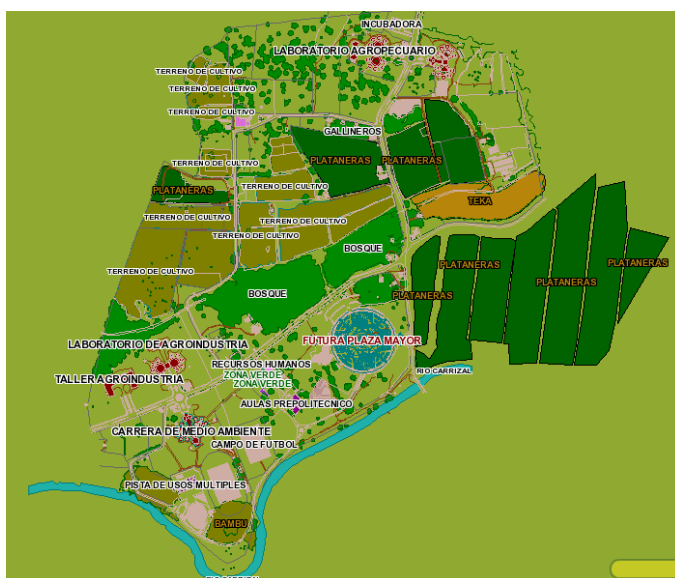 INCUBADORA
LABORATORIO AGROPECUARIO
TERRENO DE CULTIVO
TERRENO DE CULTIVO
TERRENO DE CULTIVO
GALLINEROS
TERRENO DE CULTIVO
PLATANERAS
PLATANERAS
PLATANERAS
TERRENO DE CULTIVO
TEKA
TERRENO DE CULTIVO
TERRENO DE CULTIVO
TERRENO DE CULTIVO
BOSQUE
PLATANERAS
PLATANERAS
TERRENO DE CULTIVO
BOSQUE
PLATANERAS
FUTURA PLAZA MAYOR
LABORATORIO DE AGROINDUSTRIA
RECURSOS HUMANOS
RIO CARRIZAL
ZONA VERDE
TALLER AGROINDUSTRIA
ZONA VERDE
AULAS PREPOLITECNICO
CARRERA DE MEDIO AMBIENTE
CAMPO DE FUTBOL
PISTA DE USOS MULTIPLES
BAMBU
RIO CARRIZAL